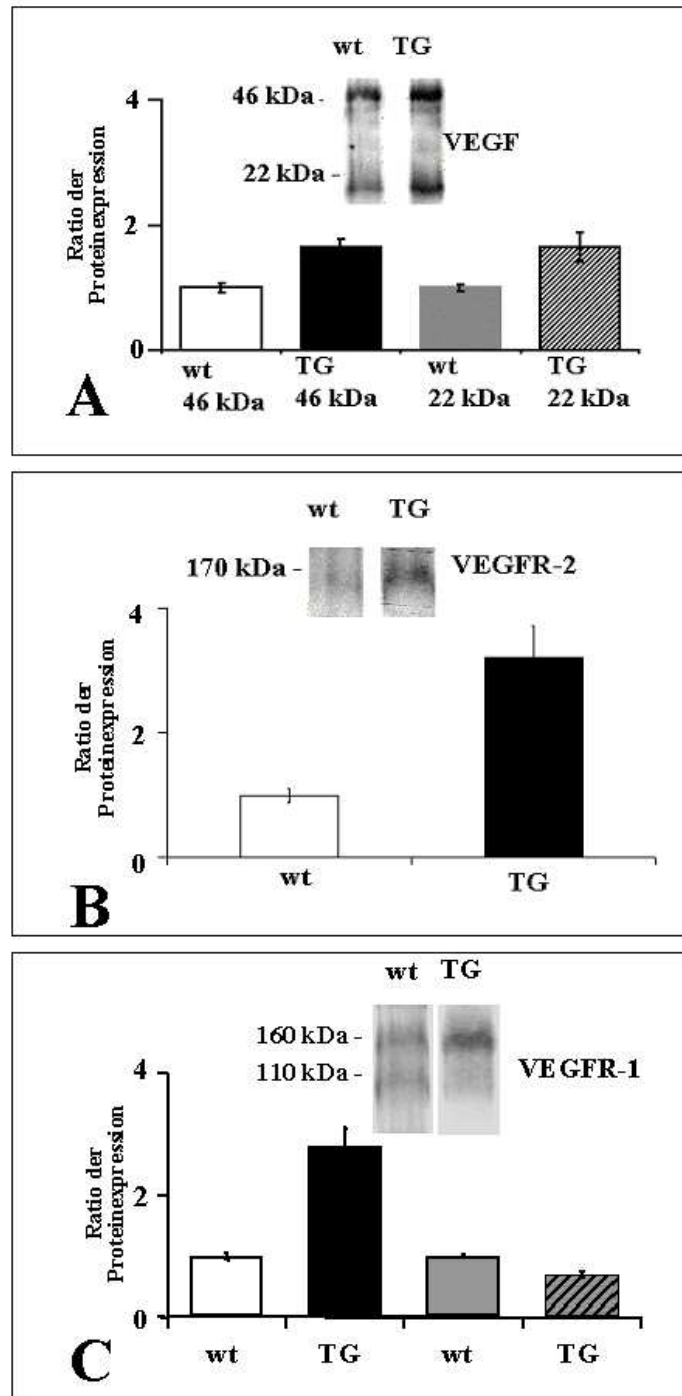 wt TG
46 kDa -
VEGF
22 kDa -
4
2
0
Ratio der
Proteinexpression
wt TG wt TG
46 kDa 46 kDa 22 kDa 22 kDa
A
wt TG
170 kDa - VEGFR-2
4
2
0
Ratio der
Proteinexpression
wt TG
B
wt TG
160 kDa -
110 kDa - VEGFR-1
4
2
0
Ratio der
Proteinexpression
wt TG wt TG
C